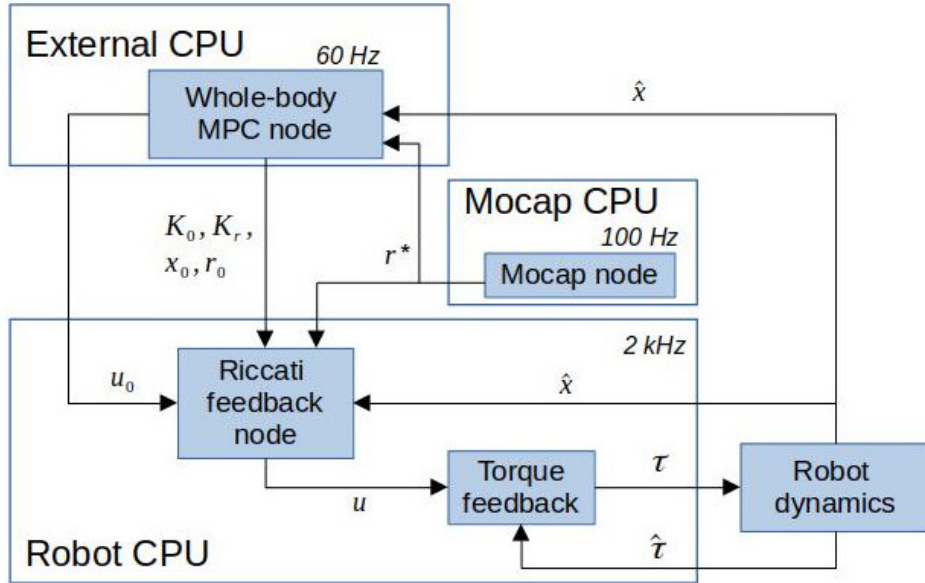 External CPU
60 Hz
Whole-body
MPC node
x̂
Mocap CPU
100 Hz
Mocap node
K₀, Kᵣ,
x₀, r₀
r*
2 kHz
Riccati
feedback
node
u₀
x̂
Torque
feedback
τ
Robot
dynamics
u
τ̂
Robot CPU